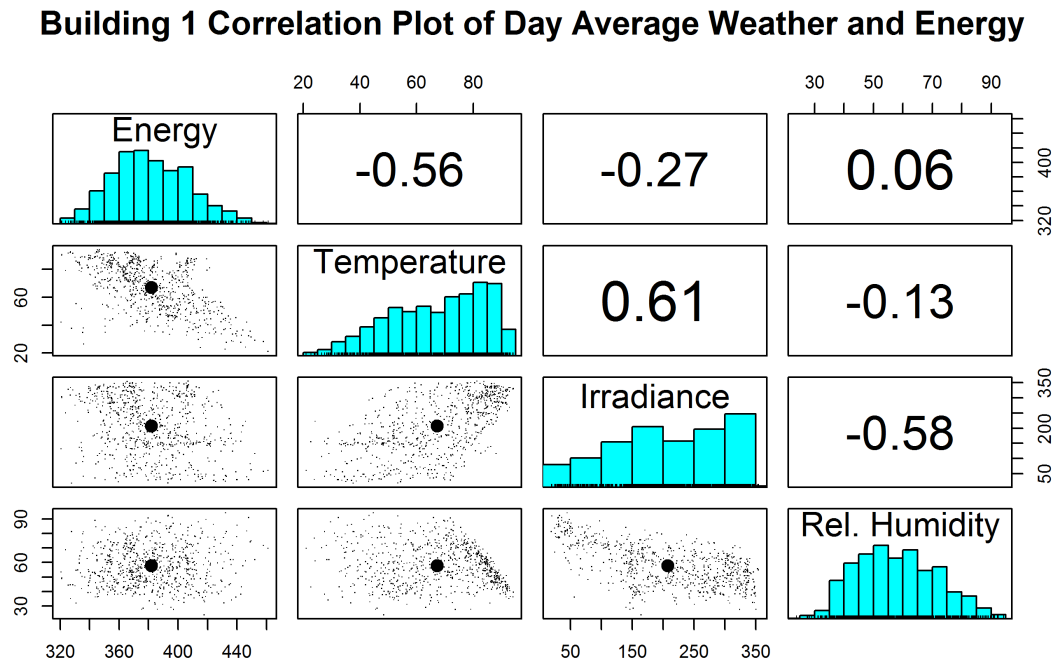 Building 1 Correlation Plot of Day Average Weather and Energy
20 40 60 80
30 50 70 90
Energy
-0.56
-0.27
0.06
320 400
Temperature
0.61
-0.13
20 60
Irradiance
-0.58
50 200 350
Rel. Humidity
30 60 90
320 360 400 440
50 150 250 350